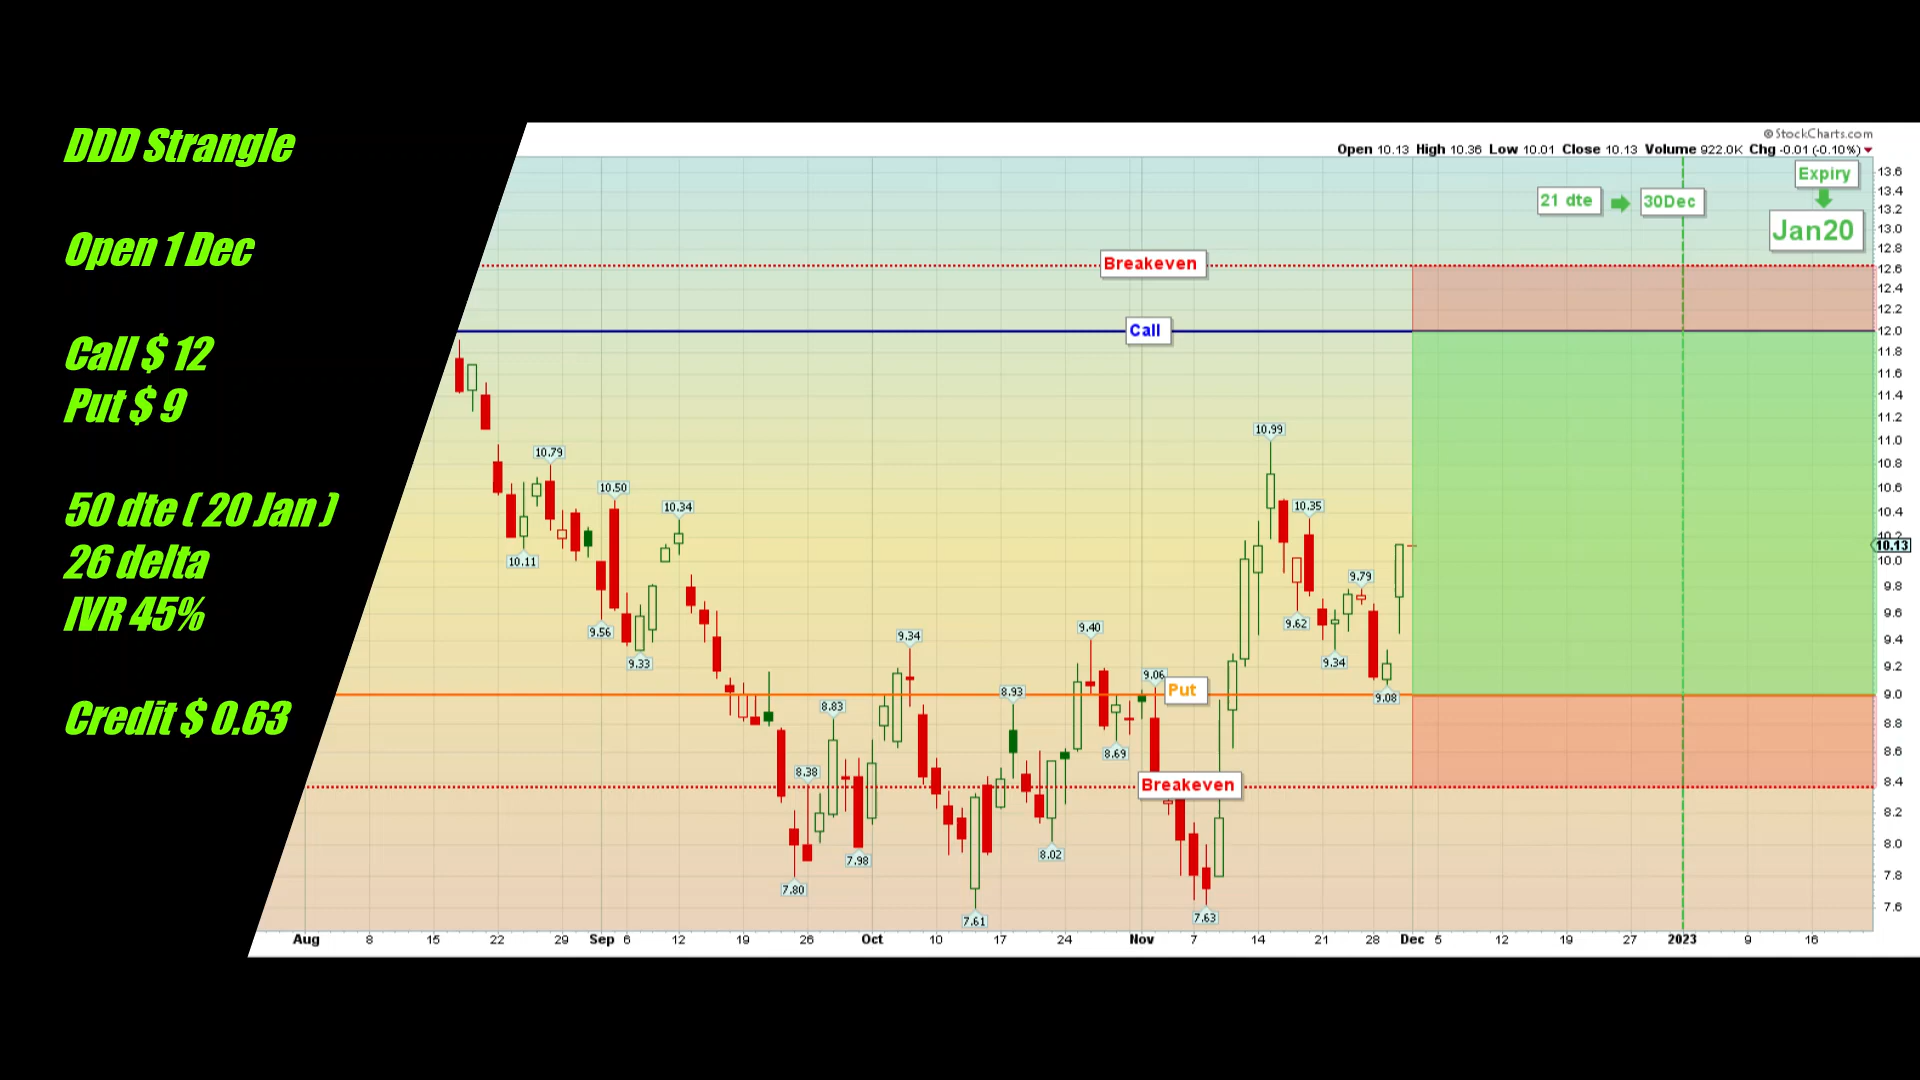 DDD Strangle
Open 1 Dec
Call $ 12
Put $ 9
50 dte ( 20 Jan )
26 delta
IVR 45%
Credit $ 0.63
© StockCharts.com
Open 10.13 High 10.36 Low 10.01 Close 10.13 Volume 922.0K Chg -0.01 (-0.10%)
Expiry
21 dte
30Dec
Jan20
Breakeven
Call
Put
Breakeven
10.79
10.11
10.50
9.56
9.33
10.34
7.80
8.38
8.83
7.98
9.34
7.61
8.93
8.02
9.40
8.69
9.06
7.63
10.99
9.62
10.35
9.34
9.79
9.08
13.6
13.4
13.2
13.0
12.8
12.6
12.4
12.2
12.0
11.8
11.6
11.4
11.2
11.0
10.8
10.6
10.4
10.2
10.13
10.0
9.8
9.6
9.4
9.2
9.0
8.8
8.6
8.4
8.2
8.0
7.8
7.6
Aug 8 15 22 29 Sep 6 12 19 26 Oct 10 17 24 Nov 7 14 21 28 Dec 5 12 19 27 2023 9 16